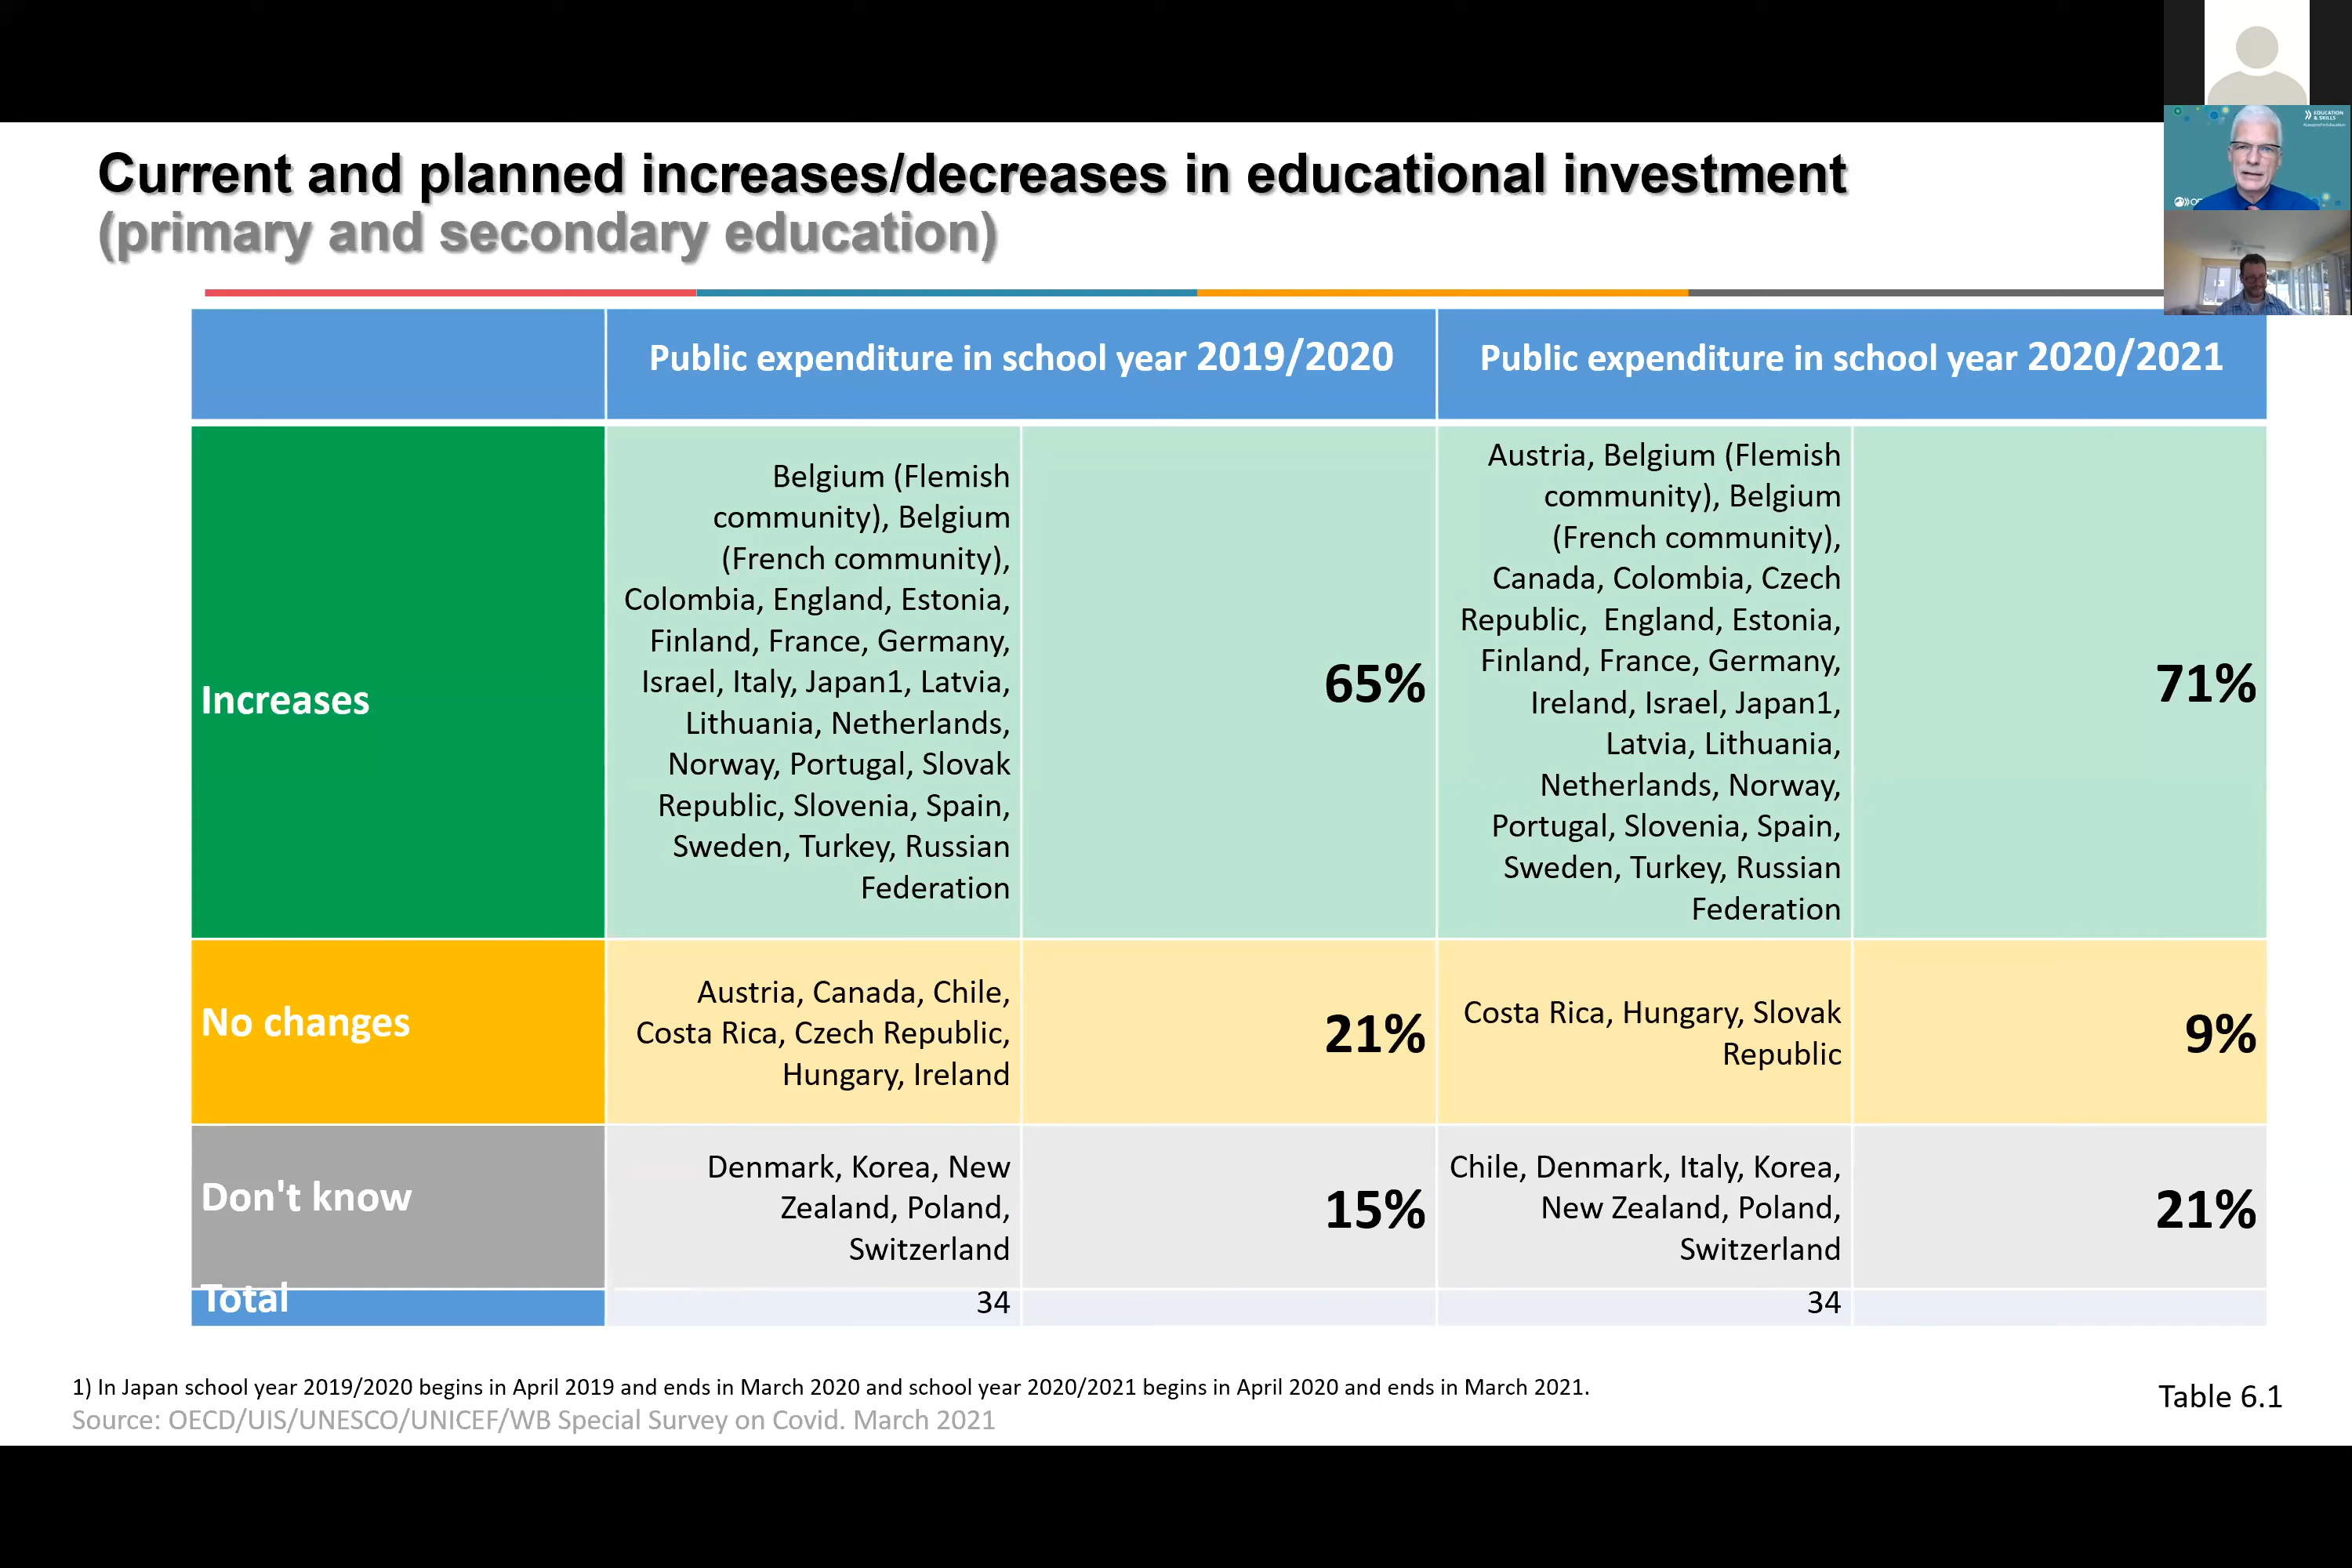 Current and planned increases/decreases in educational investment
(primary and secondary education)
EDUCATION
& SKILLS
Public expenditure in school year 2019/2020
Public expenditure in school year 2020/2021
Increases
Belgium (Flemish
community), Belgium
(French community),
Colombia, England, Estonia,
Finland, France, Germany,
Israel, Italy, Japan1, Latvia,
Lithuania, Netherlands,
Norway, Portugal, Slovak
Republic, Slovenia, Spain,
Sweden, Turkey, Russian
Federation
65%
Austria, Belgium (Flemish
community), Belgium
(French community),
Canada, Colombia, Czech
Republic,  England, Estonia,
Finland, France, Germany,
Ireland, Israel, Japan1,
Latvia, Lithuania,
Netherlands, Norway,
Portugal, Slovenia, Spain,
Sweden, Turkey, Russian
Federation
71%
No changes
Austria, Canada, Chile,
Costa Rica, Czech Republic,
Hungary, Ireland
21%
Costa Rica, Hungary, Slovak
Republic
9%
Don't know
Denmark, Korea, New
Zealand, Poland,
Switzerland
15%
Chile, Denmark, Italy, Korea,
New Zealand, Poland,
Switzerland
21%
Total
34
34
1) In Japan school year 2019/2020 begins in April 2019 and ends in March 2020 and school year 2020/2021 begins in April 2020 and ends in March 2021.
Source: OECD/UIS/UNESCO/UNICEF/WB Special Survey on Covid. March 2021
Table 6.1